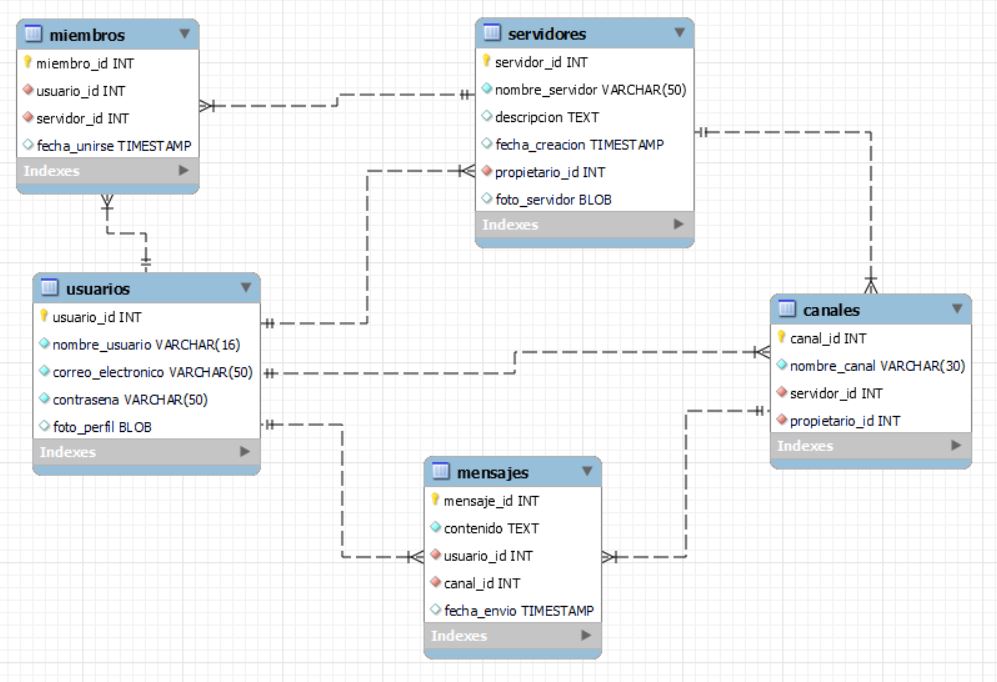 miembros
miembro_id INT
usuario_id INT
servidor_id INT
fecha_unirse TIMESTAMP
Indexes
servidores
servidor_id INT
nombre_servidor VARCHAR(50)
descripcion TEXT
fecha_creacion TIMESTAMP
propietario_id INT
foto_servidor BLOB
Indexes
usuarios
usuario_id INT
nombre_usuario VARCHAR(16)
correo_electronico VARCHAR(50)
contrasena VARCHAR(50)
foto_perfil BLOB
Indexes
canales
canal_id INT
nombre_canal VARCHAR(30)
servidor_id INT
propietario_id INT
Indexes
mensajes
mensaje_id INT
contenido TEXT
usuario_id INT
canal_id INT
fecha_envio TIMESTAMP
Indexes